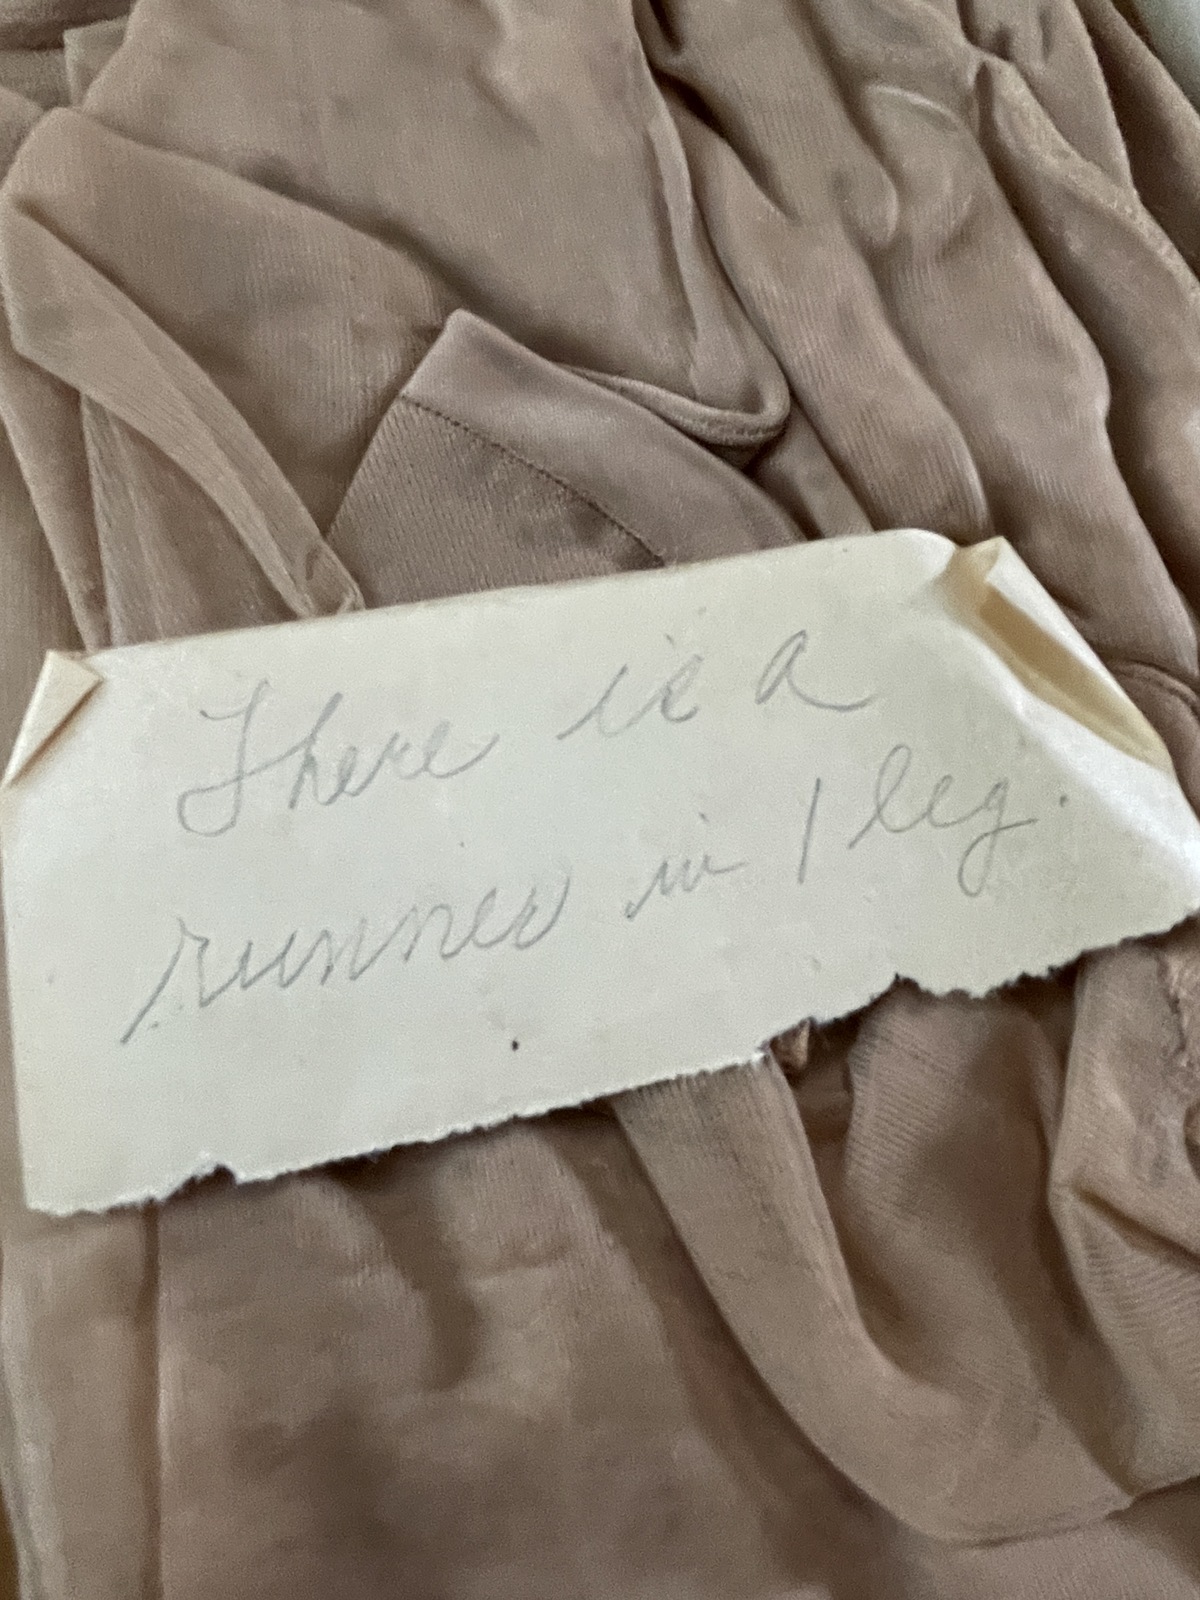 There is a
runner in 1 leg.